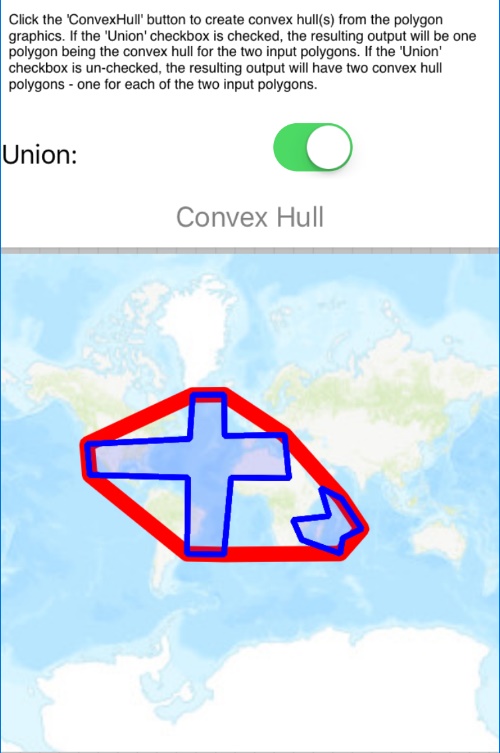 Click the 'ConvexHull' button to create convex hull(s) from the polygon
graphics. If the 'Union' checkbox is checked, the resulting output will be one
polygon being the convex hull for the two input polygons. If the 'Union'
checkbox is un-checked, the resulting output will have two convex hull
polygons - one for each of the two input polygons.
Union:
Convex Hull